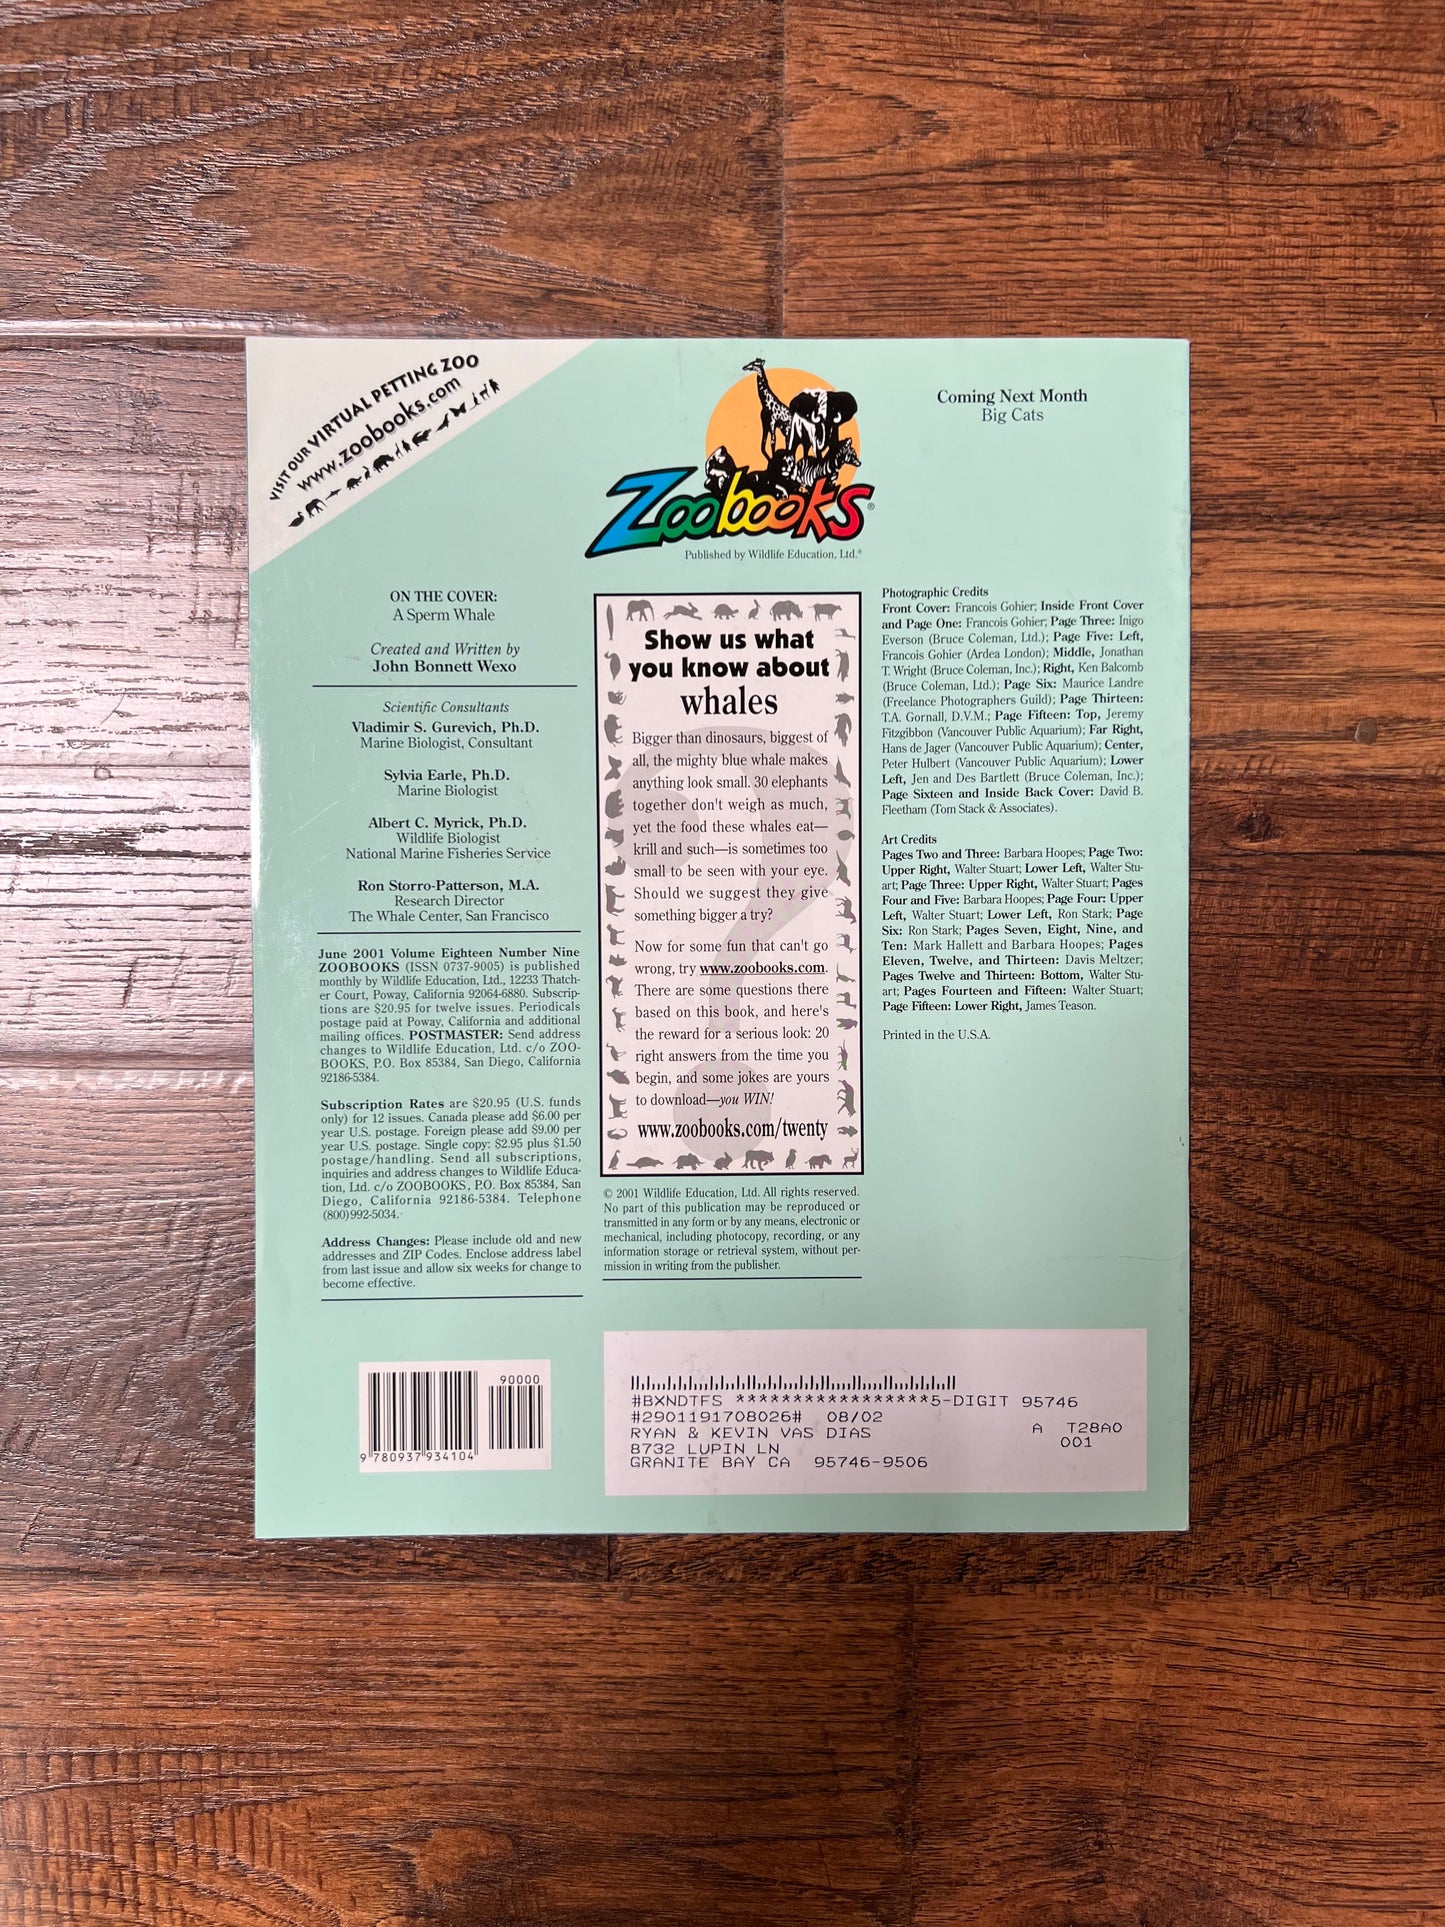 VISIT OUR VIRTUAL PETTING ZOO
www.zoobooks.com
Zoobooks®
Published by Wildlife Education, Ltd.®
Coming Next Month
Big Cats
ON THE COVER:
A Sperm Whale
Created and Written by
John Bonnett Wexo
Scientific Consultants
Vladimir S. Gurevich, Ph.D.
Marine Biologist, Consultant
Sylvia Earle, Ph.D.
Marine Biologist
Albert C. Myrick, Ph.D.
Wildlife Biologist
National Marine Fisheries Service
Ron Storro-Patterson, M.A.
Research Director
The Whale Center, San Francisco
June 2001 Volume Eighteen Number Nine
ZOOBOOKS (ISSN 0737-9005) is published
monthly by Wildlife Education, Ltd., 12233 Thatch-
er Court, Poway, California 92064-6880. Subscrip-
tions are $20.95 for twelve issues. Periodicals
postage paid at Poway, California and additional
mailing offices. POSTMASTER: Send address
changes to Wildlife Education, Ltd. c/o ZOO-
BOOKS, P.O. Box 85384, San Diego, California
92186-5384.
Subscription Rates are $20.95 (U.S. funds
only) for 12 issues. Canada please add $6.00 per
year U.S. postage. Foreign please add $9.00 per
year U.S. postage. Single copy: $2.95 plus $1.50
postage/handling. Send all subscriptions,
inquiries and address changes to Wildlife Educa-
tion, Ltd. c/o ZOOBOOKS, P.O. Box 85384, San
Diego, California 92186-5384. Telephone
(800)992-5034.
Address Changes: Please include old and new
addresses and ZIP Codes. Enclose address label
from last issue and allow six weeks for change to
become effective.
Show us what
you know about
whales
Bigger than dinosaurs, biggest of
all, the mighty blue whale makes
anything look small. 30 elephants
together don't weigh as much,
yet the food these whales eat—
krill and such—is sometimes too
small to be seen with your eye.
Should we suggest they give
something bigger a try?
Now for some fun that can't go
wrong, try www.zoobooks.com.
There are some questions there
based on this book, and here's
the reward for a serious look: 20
right answers from the time you
begin, and some jokes are yours
to download—you WIN!
www.zoobooks.com/twenty
© 2001 Wildlife Education, Ltd. All rights reserved.
No part of this publication may be reproduced or
transmitted in any form or by any means, electronic or
mechanical, including photocopy, recording, or any
information storage or retrieval system, without per-
mission in writing from the publisher.
Photographic Credits
Front Cover: Francois Gohier; Inside Front Cover
and Page One: Francois Gohier; Page Three: Inigo
Everson (Bruce Coleman, Ltd.); Page Five: Left,
Francois Gohier (Ardea London); Middle, Jonathan
T. Wright (Bruce Coleman, Inc.); Right, Ken Balcomb
(Bruce Coleman, Ltd.); Page Six: Maurice Landre
(Freelance Photographers Guild); Page Thirteen:
T.A. Gornall, D.V.M.; Page Fifteen: Top, Jeremy
Fitzgibbon (Vancouver Public Aquarium); Far Right,
Hans de Jager (Vancouver Public Aquarium); Center,
Peter Hulbert (Vancouver Public Aquarium); Lower
Left, Jen and Des Bartlett (Bruce Coleman, Inc.);
Page Sixteen and Inside Back Cover: David B.
Fleetham (Tom Stack & Associates).
Art Credits
Pages Two and Three: Barbara Hoopes; Page Two:
Upper Right, Walter Stuart; Lower Left, Walter Stu-
art; Page Three: Upper Right, Walter Stuart; Pages
Four and Five: Barbara Hoopes; Page Four: Upper
Left, Walter Stuart; Lower Left, Ron Stark; Page
Six: Ron Stark; Pages Seven, Eight, Nine, and
Ten: Mark Hallett and Barbara Hoopes; Pages
Eleven, Twelve, and Thirteen: Davis Meltzer;
Pages Twelve and Thirteen: Bottom, Walter Stu-
art; Pages Fourteen and Fifteen: Walter Stuart;
Page Fifteen: Lower Right, James Teason.
Printed in the U.S.A.
90000
9 780937 934104
#BXNDTFS *****************5-DIGIT 95746
#2901191708026# 08/02
RYAN & KEVIN VAS DIAS A T28A0
8732 LUPIN LN 001
GRANITE BAY CA 95746-9506